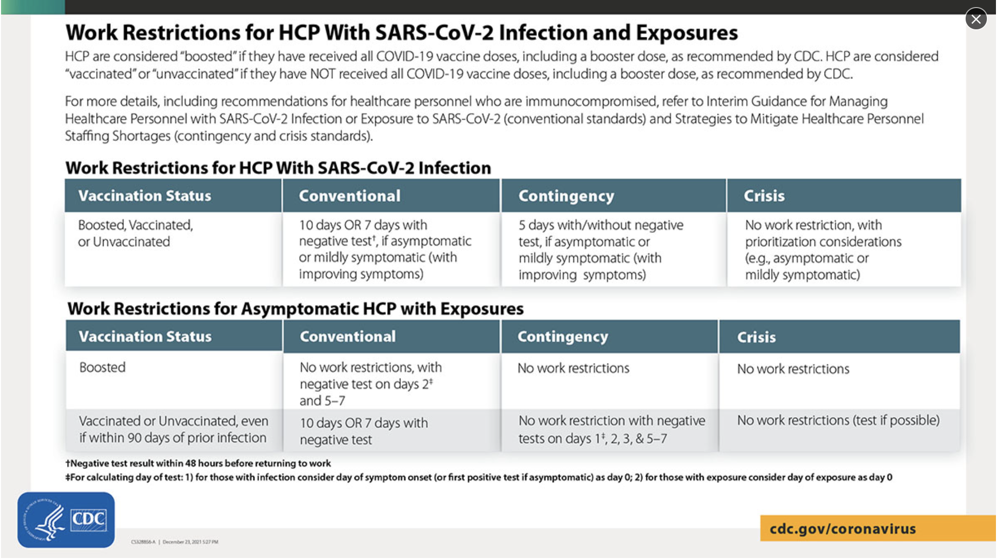 Work Restrictions for HCP With SARS-CoV-2 Infection and Exposures
HCP are considered “boosted” if they have received all COVID-19 vaccine doses, including a booster dose, as recommended by CDC. HCP are considered
“vaccinated” or “unvaccinated” if they have NOT received all COVID-19 vaccine doses, including a booster dose, as recommended by CDC.
For more details, including recommendations for healthcare personnel who are immunocompromised, refer to Interim Guidance for Managing
Healthcare Personnel with SARS-CoV-2 Infection or Exposure to SARS-CoV-2 (conventional standards) and Strategies to Mitigate Healthcare Personnel
Staffing Shortages (contingency and crisis standards).
Work Restrictions for HCP With SARS-CoV-2 Infection
Vaccination Status
Conventional
Contingency
Crisis
Boosted, Vaccinated,
or Unvaccinated
10 days OR 7 days with
negative test†, if asymptomatic
or mildly symptomatic (with
improving symptoms)
5 days with/without negative
test, if asymptomatic or
mildly symptomatic (with
improving symptoms)
No work restriction, with
prioritization considerations
(e.g., asymptomatic or
mildly symptomatic)
Work Restrictions for Asymptomatic HCP with Exposures
Vaccination Status
Conventional
Contingency
Crisis
Boosted
No work restrictions, with
negative test on days 2‡
and 5–7
No work restrictions
No work restrictions
Vaccinated or Unvaccinated, even
if within 90 days of prior infection
10 days OR 7 days with
negative test
No work restriction with negative
tests on days 1‡, 2, 3, & 5–7
No work restrictions (test if possible)
†Negative test result within 48 hours before returning to work
‡For calculating day of test: 1) for those with infection consider day of symptom onset (or first positive test if asymptomatic) as day 0; 2) for those with exposure consider day of exposure as day 0
CDC
CS328856-A | December 23, 2021 5:27 PM
cdc.gov/coronavirus